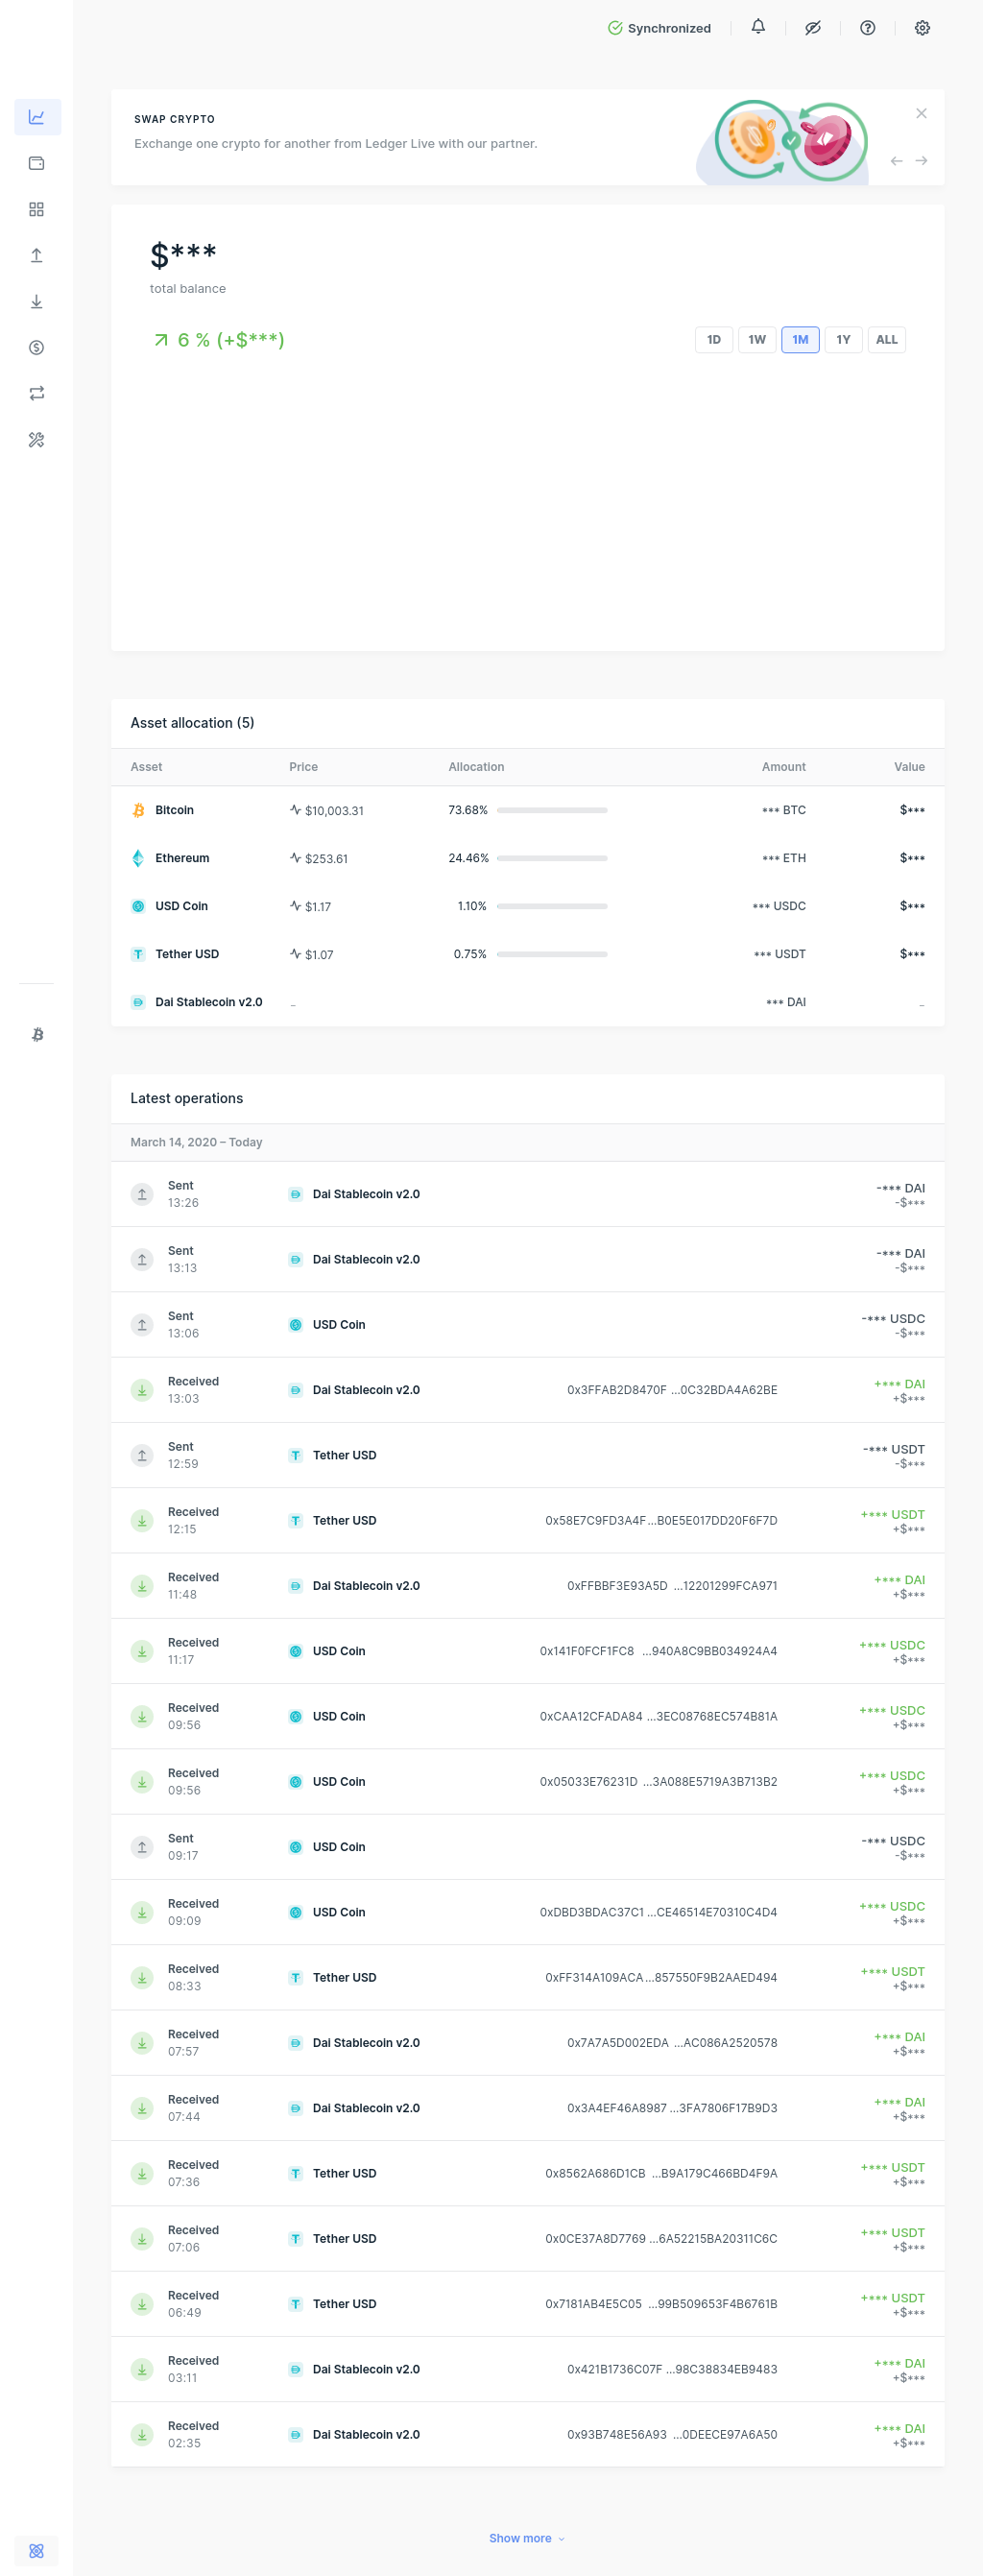 Synchronized
SWAP CRYPTO
Exchange one crypto for another from Ledger Live with our partner.
$***
total balance
6 % (+$***)
1D 1W 1M 1Y ALL
Asset allocation (5)
Asset Price Allocation Amount Value
Bitcoin $10,003.31 73.68% *** BTC $***
Ethereum $253.61 24.46% *** ETH $***
USD Coin $1.17 1.10% *** USDC $***
Tether USD $1.07 0.75% *** USDT $***
Dai Stablecoin v2.0 – *** DAI –
Latest operations
March 14, 2020 – Today
Sent
13:26
Dai Stablecoin v2.0
-*** DAI
-$***
Sent
13:13
Dai Stablecoin v2.0
-*** DAI
-$***
Sent
13:06
USD Coin
-*** USDC
-$***
Received
13:03
Dai Stablecoin v2.0
0x3FFAB2D8470F ...0C32BDA4A62BE
+*** DAI
+$***
Sent
12:59
Tether USD
-*** USDT
-$***
Received
12:15
Tether USD
0x58E7C9FD3A4F...B0E5E017DD20F6F7D
+*** USDT
+$***
Received
11:48
Dai Stablecoin v2.0
0xFFBBF3E93A5D ...12201299FCA971
+*** DAI
+$***
Received
11:17
USD Coin
0x141F0FCF1FC8 ...940A8C9BB034924A4
+*** USDC
+$***
Received
09:56
USD Coin
0xCAA12CFADA84 ...3EC08768EC574B81A
+*** USDC
+$***
Received
09:56
USD Coin
0x05033E76231D ...3A088E5719A3B713B2
+*** USDC
+$***
Sent
09:17
USD Coin
-*** USDC
-$***
Received
09:09
USD Coin
0xDBD3BDAC37C1 ...CE46514E70310C4D4
+*** USDC
+$***
Received
08:33
Tether USD
0xFF314A109ACA...857550F9B2AAED494
+*** USDT
+$***
Received
07:57
Dai Stablecoin v2.0
0x7A7A5D002EDA ...AC086A2520578
+*** DAI
+$***
Received
07:44
Dai Stablecoin v2.0
0x3A4EF46A8987 ...3FA7806F17B9D3
+*** DAI
+$***
Received
07:36
Tether USD
0x8562A686D1CB ...B9A179C466BD4F9A
+*** USDT
+$***
Received
07:06
Tether USD
0x0CE37A8D7769 ...6A52215BA20311C6C
+*** USDT
+$***
Received
06:49
Tether USD
0x7181AB4E5C05 ...99B509653F4B6761B
+*** USDT
+$***
Received
03:11
Dai Stablecoin v2.0
0x421B1736C07F ...98C38834EB9483
+*** DAI
+$***
Received
02:35
Dai Stablecoin v2.0
0x93B748E56A93 ...0DEECE97A6A50
+*** DAI
+$***
Show more